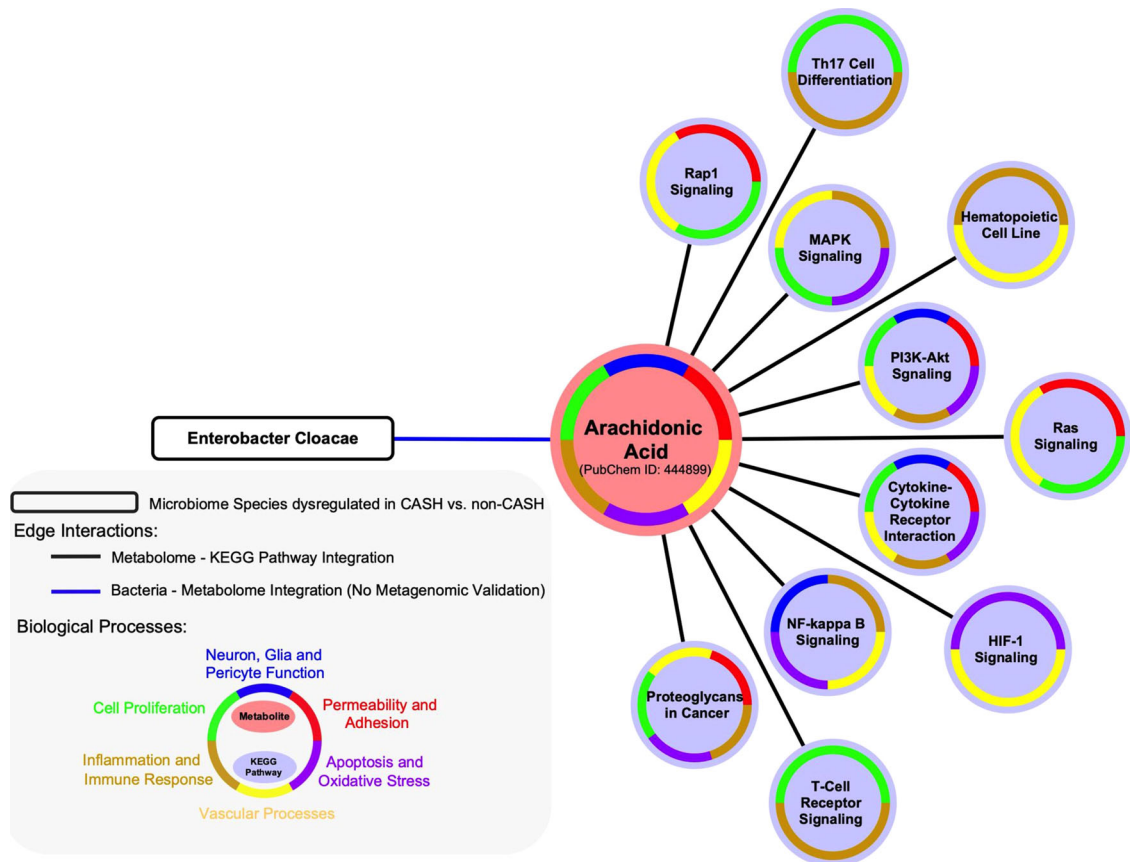 Th17 Cell
Differentiation
Rap1
Signaling
Hematopoietic
Cell Line
MAPK
Signaling
PI3K-Akt
Sgnaling
Arachidonic
Acid
(PubChem ID: 444899)
Enterobacter Cloacae
Ras
Signaling
Cytokine-
Cytokine
Receptor
Interaction
NF-kappa B
Signaling
HIF-1
Signaling
Proteoglycans
in Cancer
T-Cell
Receptor
Signaling
Microbiome Species dysregulated in CASH vs. non-CASH
Edge Interactions:
Metabolome - KEGG Pathway Integration
Bacteria - Metabolome Integration (No Metagenomic Validation)
Biological Processes:
Neuron, Glia and
Pericyte Function
Cell Proliferation
Permeability and
Adhesion
Metabolite
Inflammation and
Immune Response
KEGG
Pathway
Apoptosis and
Oxidative Stress
Vascular Processes